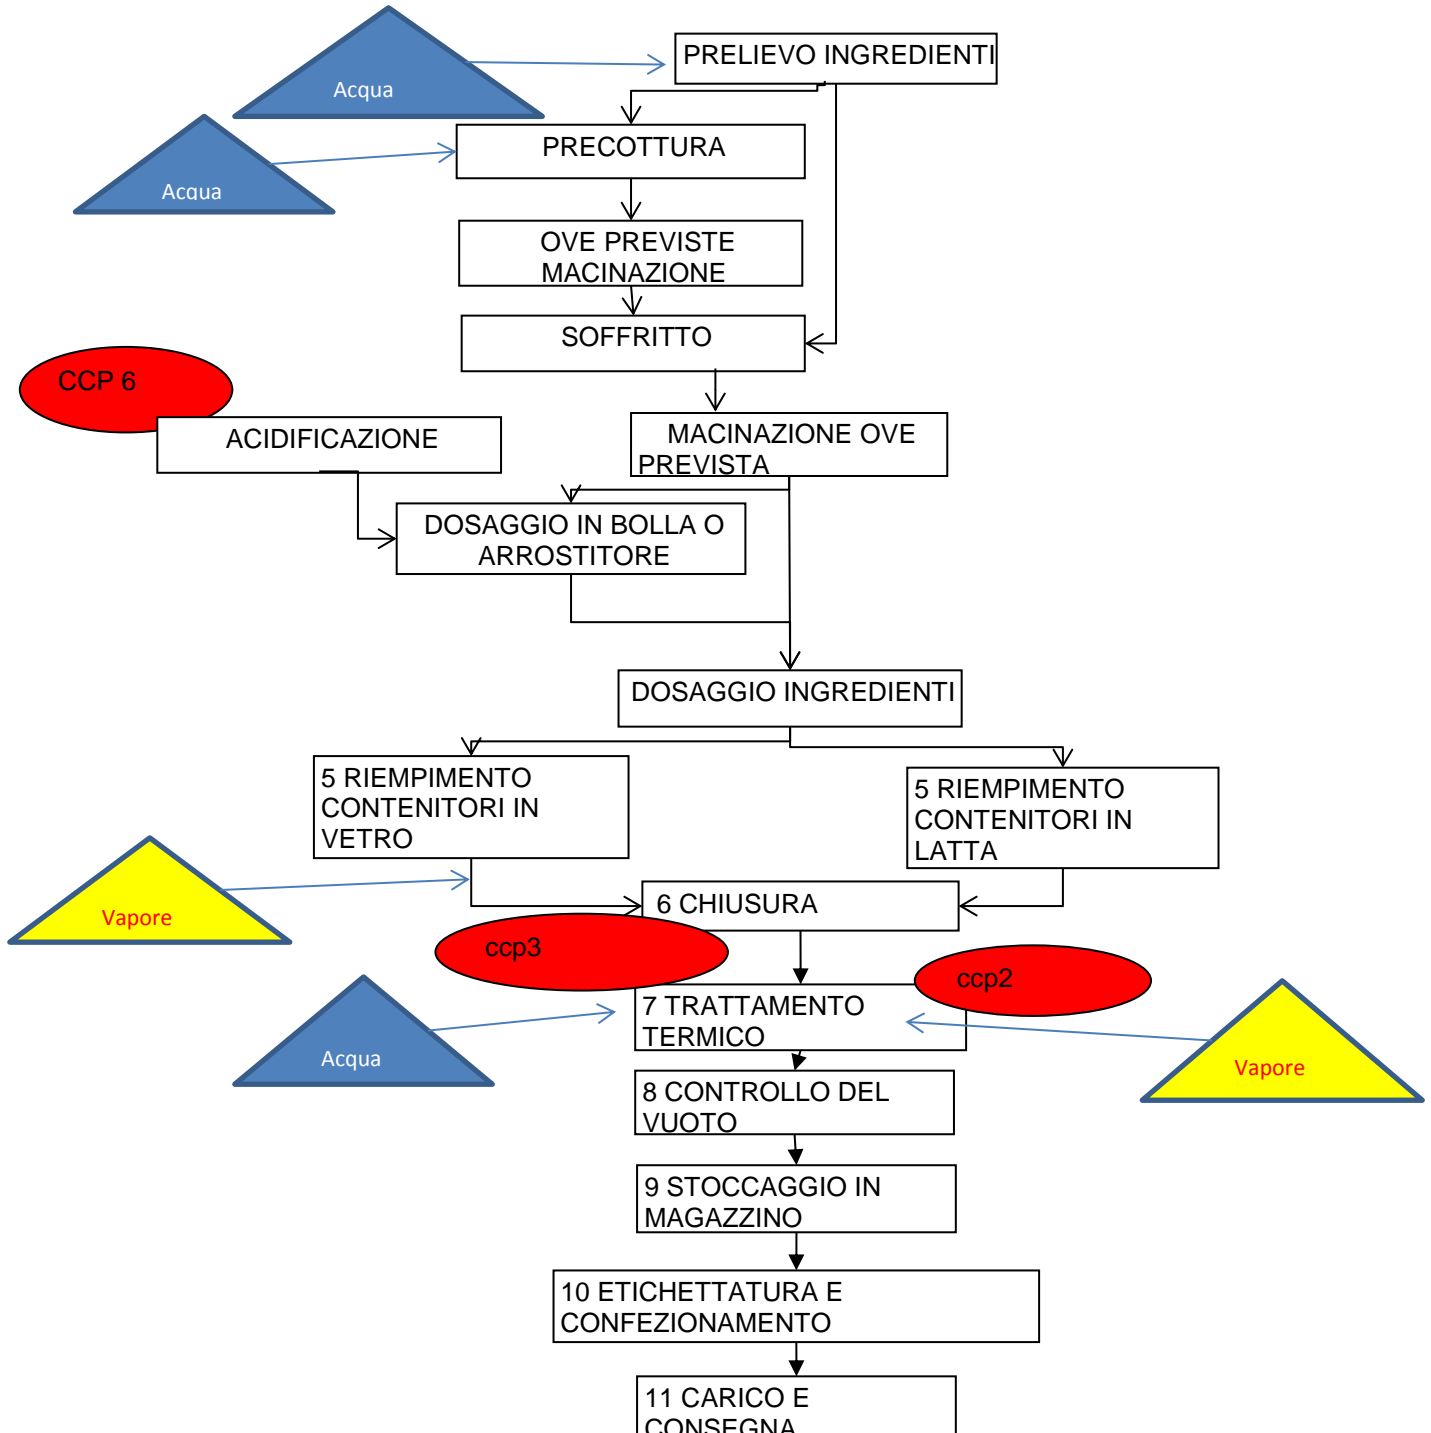 PRELIEVO INGREDIENTI
Acqua
PRECOTTURA
Acqua
OVE PREVISTE
MACINAZIONE
SOFFRITTO
CCP 6
ACIDIFICAZIONE
MACINAZIONE OVE
PREVISTA
DOSAGGIO IN BOLLA O
ARROSTITORE
DOSAGGIO INGREDIENTI
5 RIEMPIMENTO
CONTENITORI IN
VETRO
5 RIEMPIMENTO
CONTENITORI IN
LATTA
Vapore
6 CHIUSURA
ccp3
ccp2
7 TRATTAMENTO
TERMICO
Acqua
Vapore
8 CONTROLLO DEL
VUOTO
9 STOCCAGGIO IN
MAGAZZINO
10 ETICHETTATURA E
CONFEZIONAMENTO
11 CARICO E
CONSEGNA